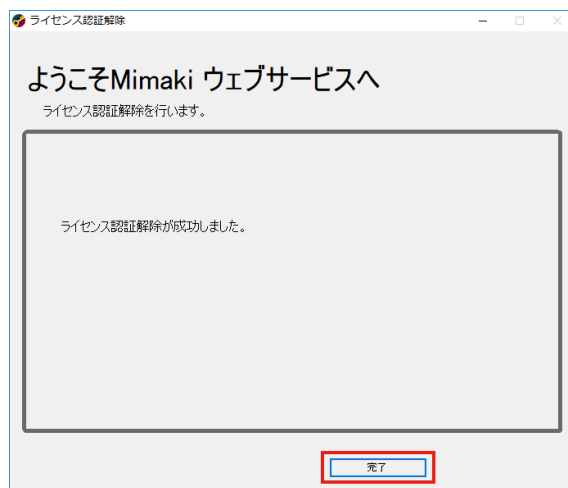 ライセンス認証解除
ようこそMimaki ウェブサービスへ
ライセンス認証解除を行います。
ライセンス認証解除が成功しました。
完了